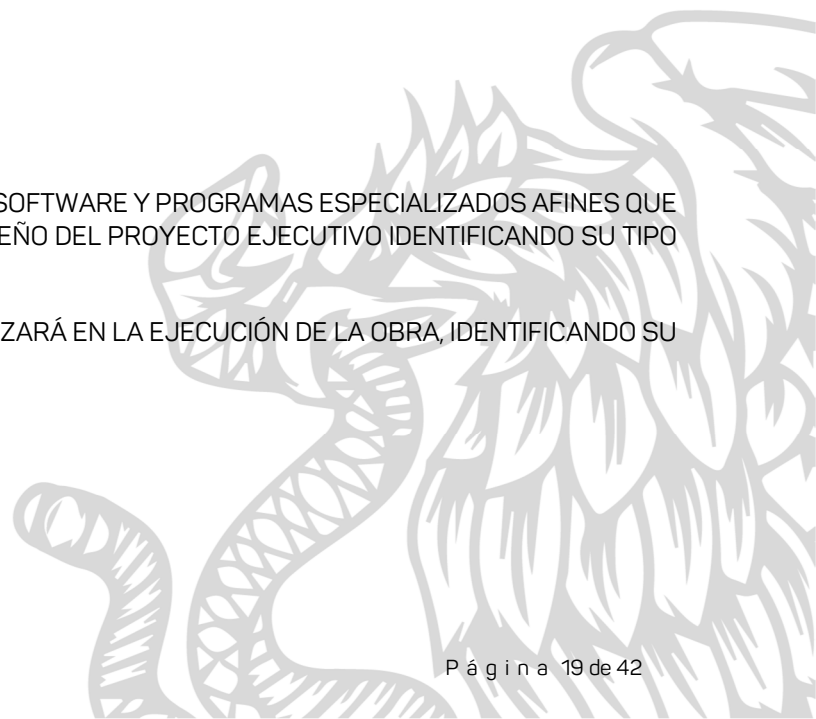 SOFTWARE Y PROGRAMAS ESPECIALIZADOS AFINES QUE
EÑO DEL PROYECTO EJECUTIVO IDENTIFICANDO SU TIPO
ZARÁ EN LA EJECUCIÓN DE LA OBRA, IDENTIFICANDO SU
P á g i n a 19 de 42